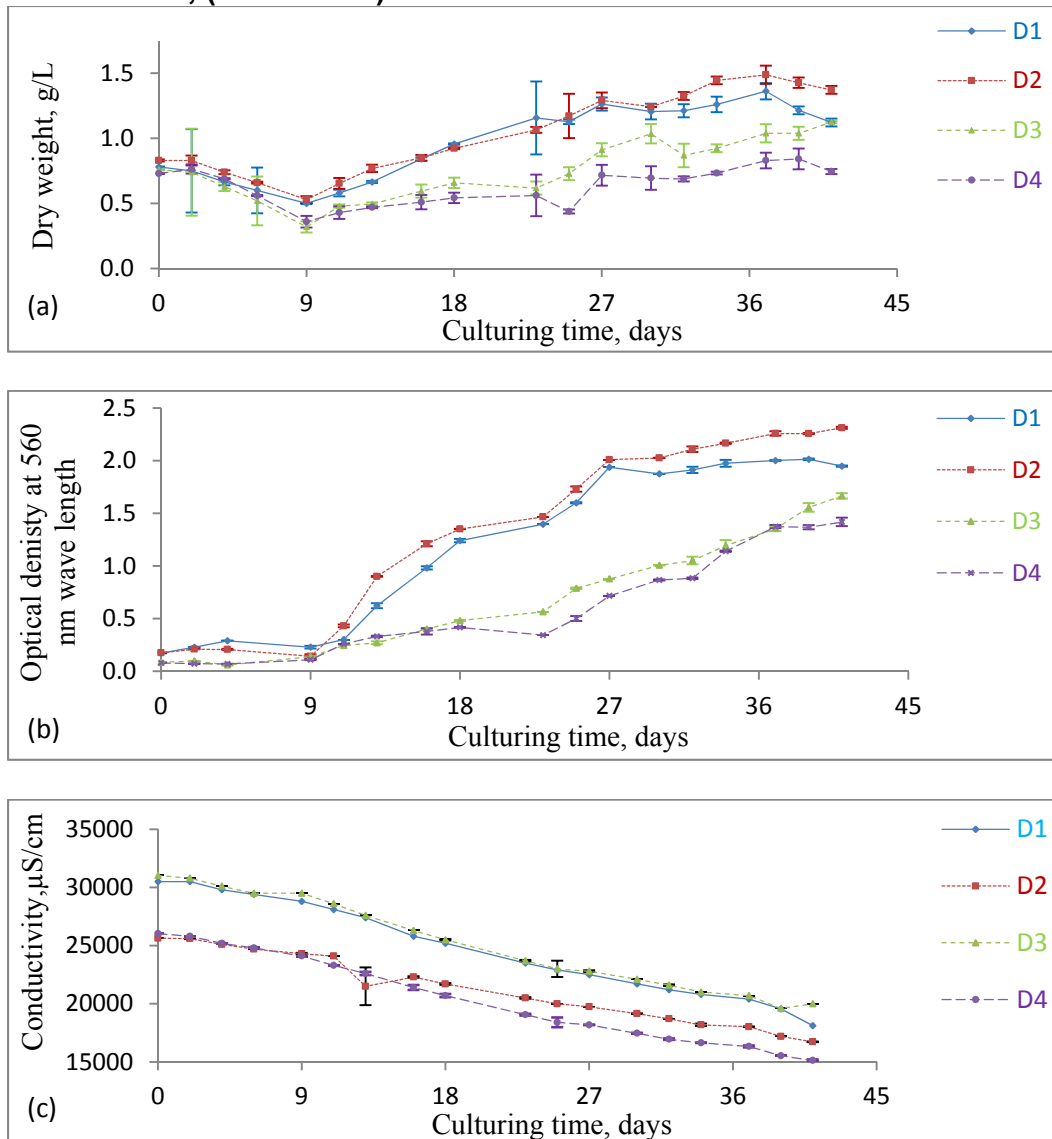 D1
D2
D3
D4
Dry weight, g/L
1.5
1.0
0.5
0.0
0 9 18 27 36 45
Culturing time, days
(a)
D1
D2
D3
D4
Optical denisty at 560
nm wave length
2.5
2.0
1.5
1.0
0.5
0.0
0 9 18 27 36 45
Culturing time, days
(b)
D1
D2
D3
D4
Conductivity,µS/cm
35000
30000
25000
20000
15000
0 9 18 27 36 45
Culturing time, days
(c)